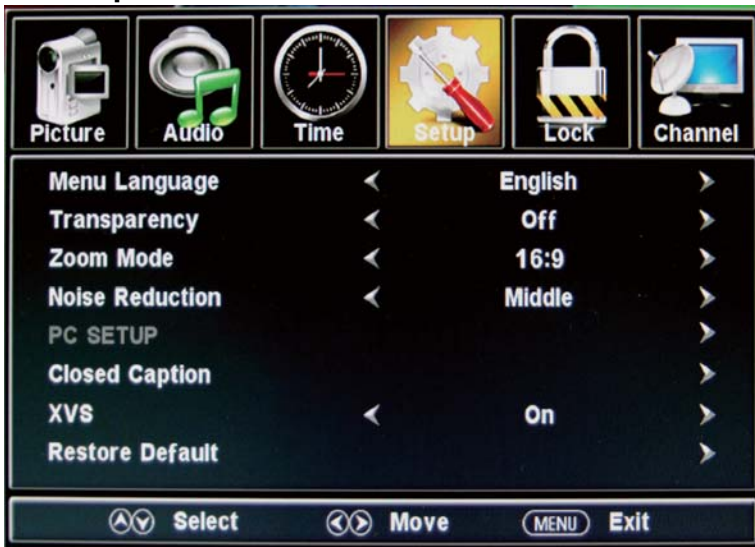 Picture Audio Time Setup Lock Channel
Menu Language English
Transparency Off
Zoom Mode 16:9
Noise Reduction Middle
PC SETUP
Closed Caption
XVS On
Restore Default
Select Move MENU Exit